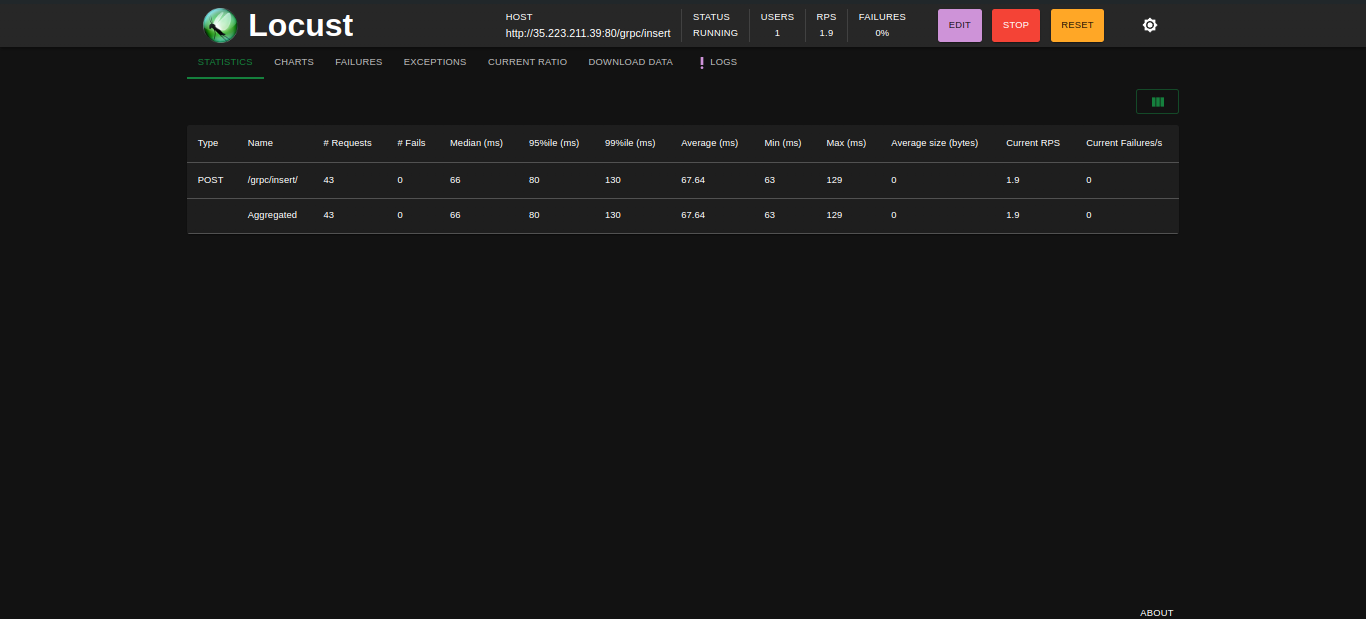 Locust
HOST
http://35.223.211.39:80/grpc/insert
STATUS
RUNNING
USERS
1
RPS
1.9
FAILURES
0%
EDIT
STOP
RESET
STATISTICS CHARTS FAILURES EXCEPTIONS CURRENT RATIO DOWNLOAD DATA LOGS
Type Name # Requests # Fails Median (ms) 95%ile (ms) 99%ile (ms) Average (ms) Min (ms) Max (ms) Average size (bytes) Current RPS Current Failures/s
POST /grpc/insert/ 43 0 66 80 130 67.64 63 129 0 1.9 0
Aggregated 43 0 66 80 130 67.64 63 129 0 1.9 0
ABOUT